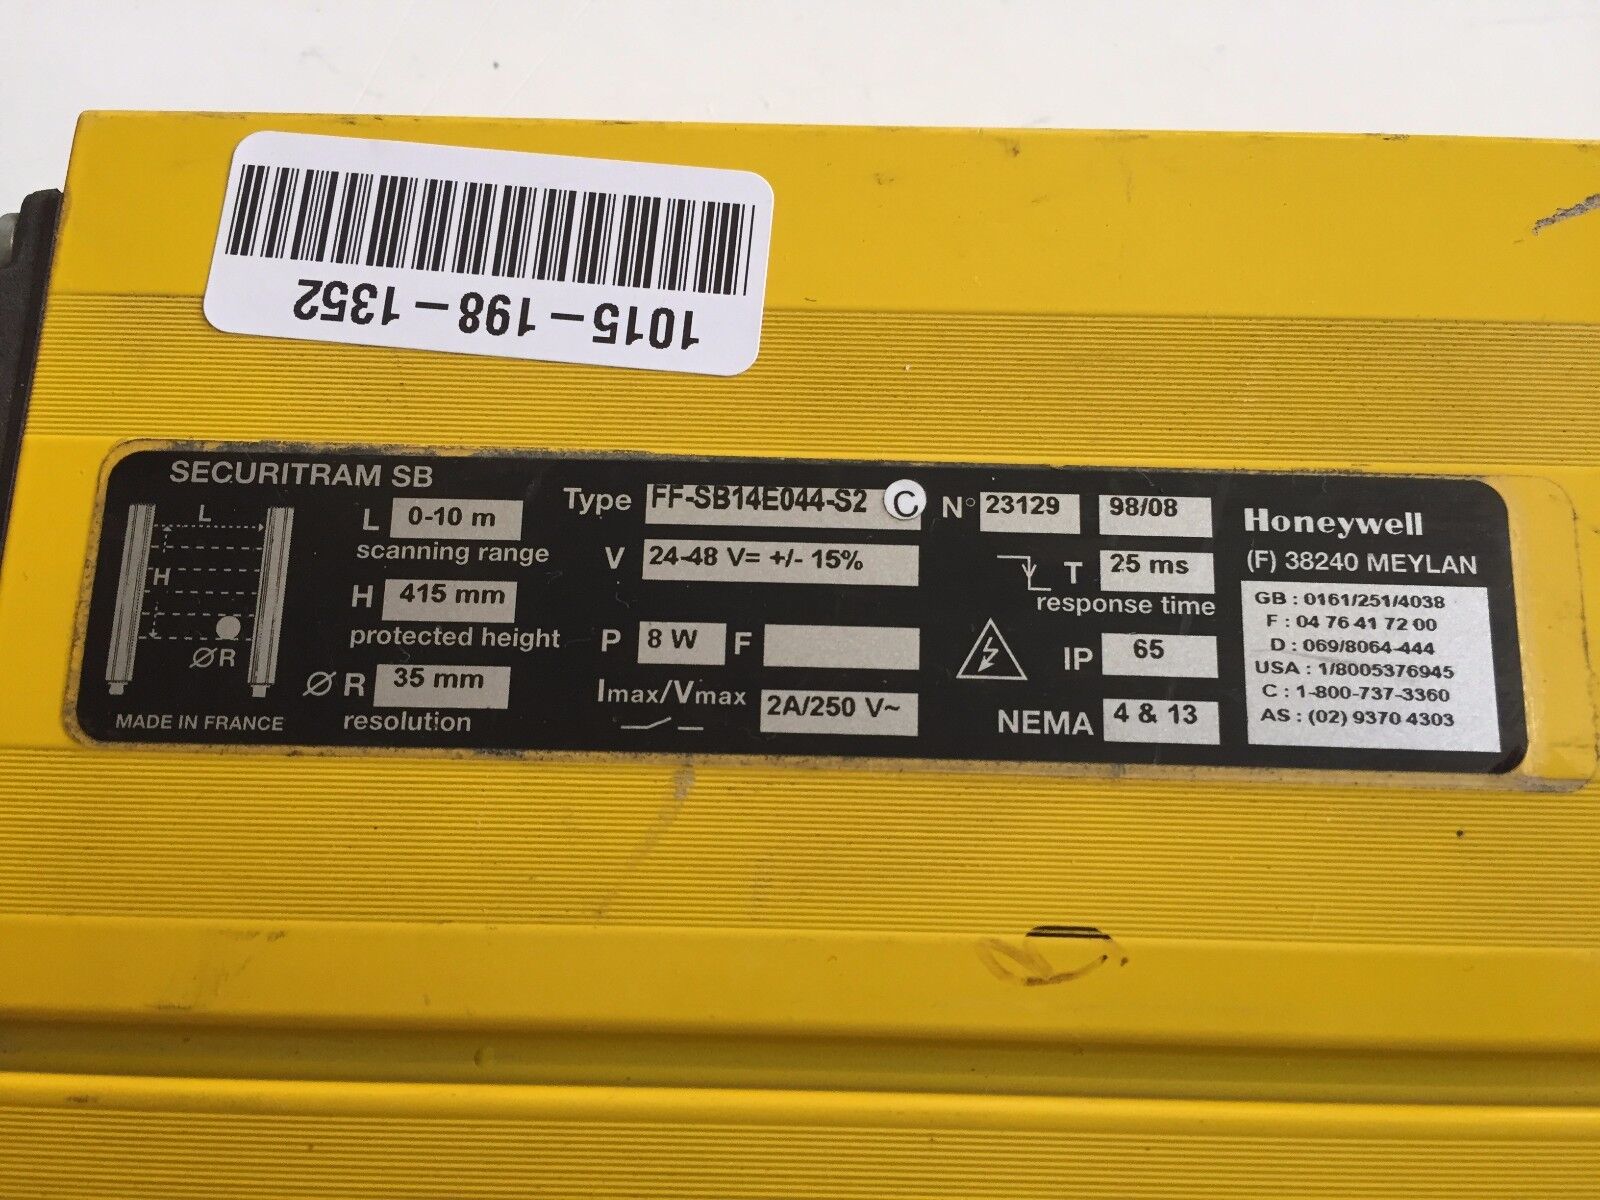 1015-198-1352
SECURITRAM SB
L
H
Ø R
MADE IN FRANCE
L 0-10 m
scanning range
H 415 mm
protected height
Ø R 35 mm
resolution
Type FF-SB14E044-S2 C
V 24-48 V= +/- 15%
P 8 W F
Imax/Vmax 2A/250 V~
N° 23129 98/08
T 25 ms
response time
IP 65
NEMA 4 & 13
Honeywell
(F) 38240 MEYLAN
GB : 0161/251/4038
F : 04 76 41 72 00
D : 069/8064-444
USA : 1/8005376945
C : 1-800-737-3360
AS : (02) 9370 4303